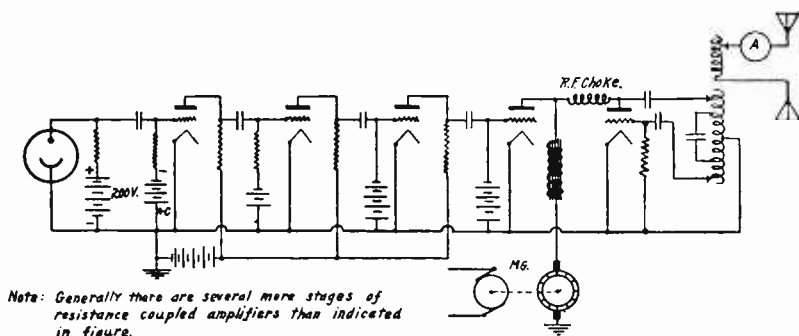 A
R.F. Choke.
+
200V.
-
-
+C
M.G.
Note: Generally there are several more stages of
resistance coupled amplifiers than indicated
in figure.